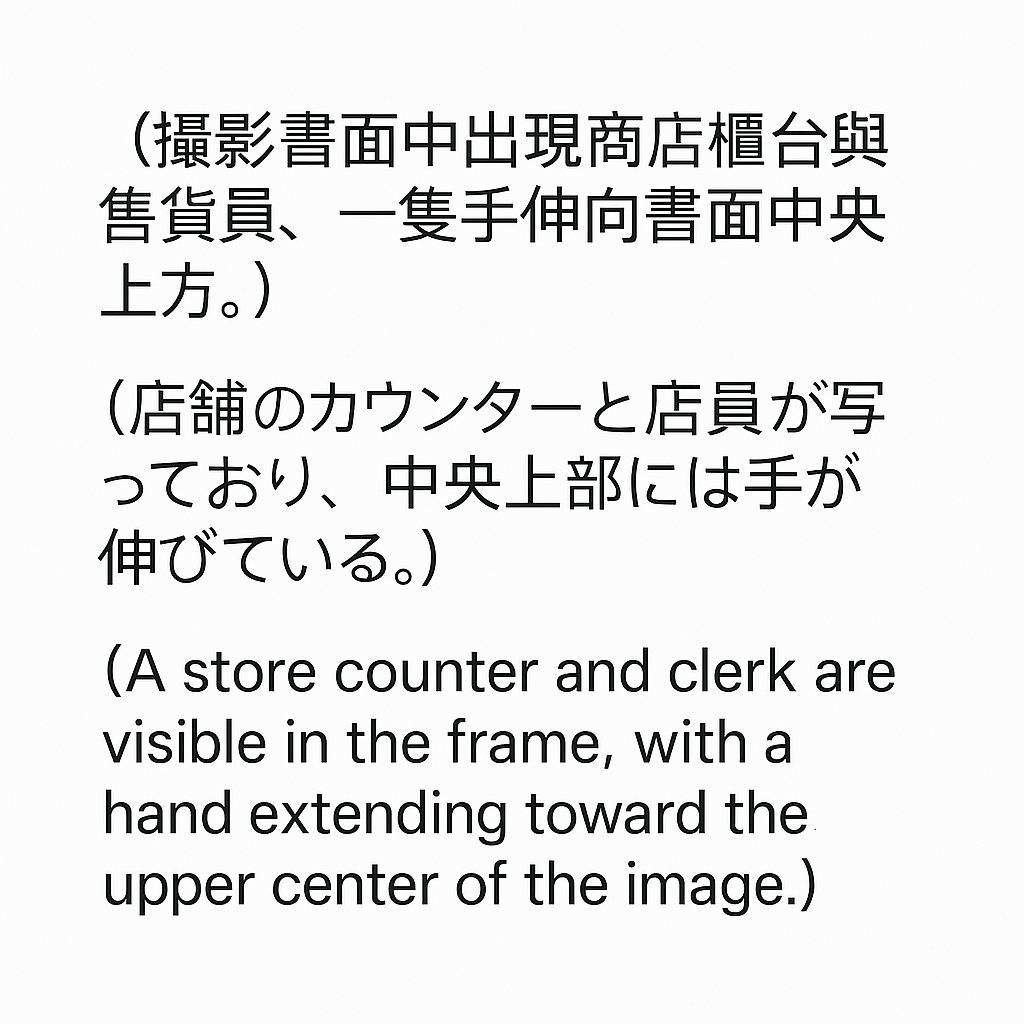 （攝影書面中出現商店櫃台與
售貨員、一隻手伸向書面中央
上方。）
（店舗のカウンターと店員が写
っており、中央上部には手が
伸びている。）
(A store counter and clerk are
visible in the frame, with a
hand extending toward the
upper center of the image.)